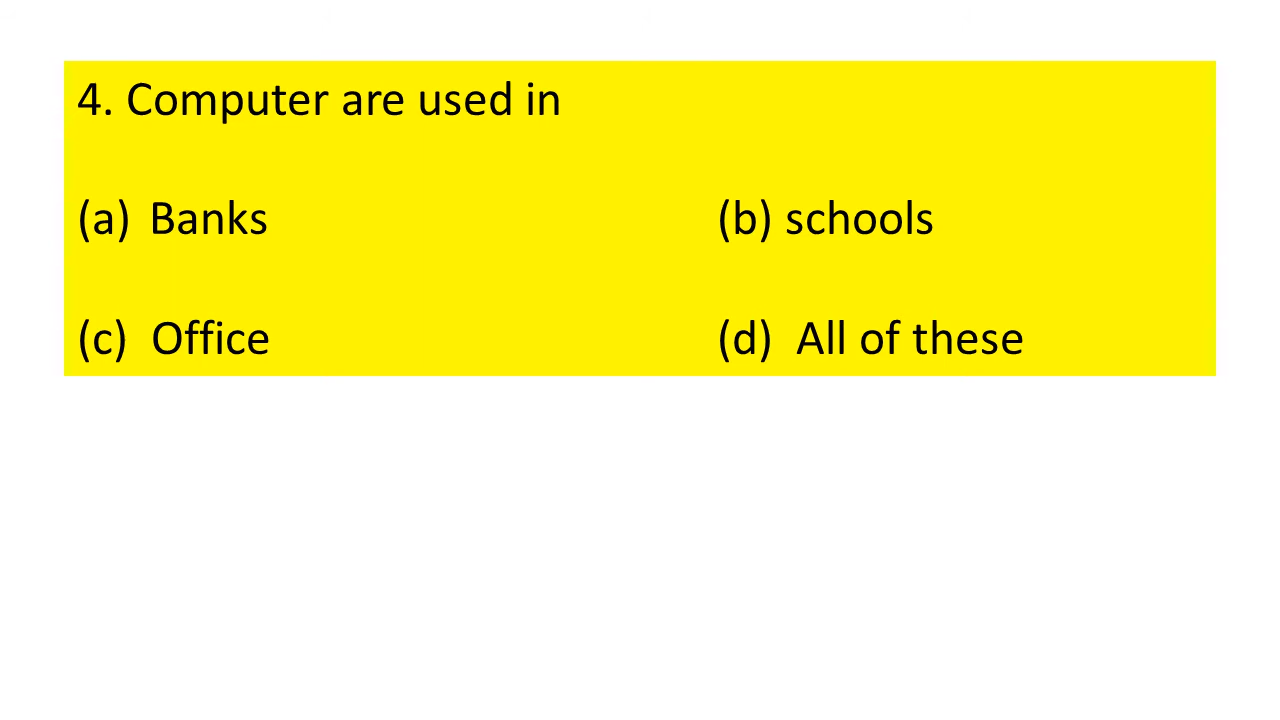 4. Computer are used in
(a) Banks (b) schools
(c) Office (d) All of these